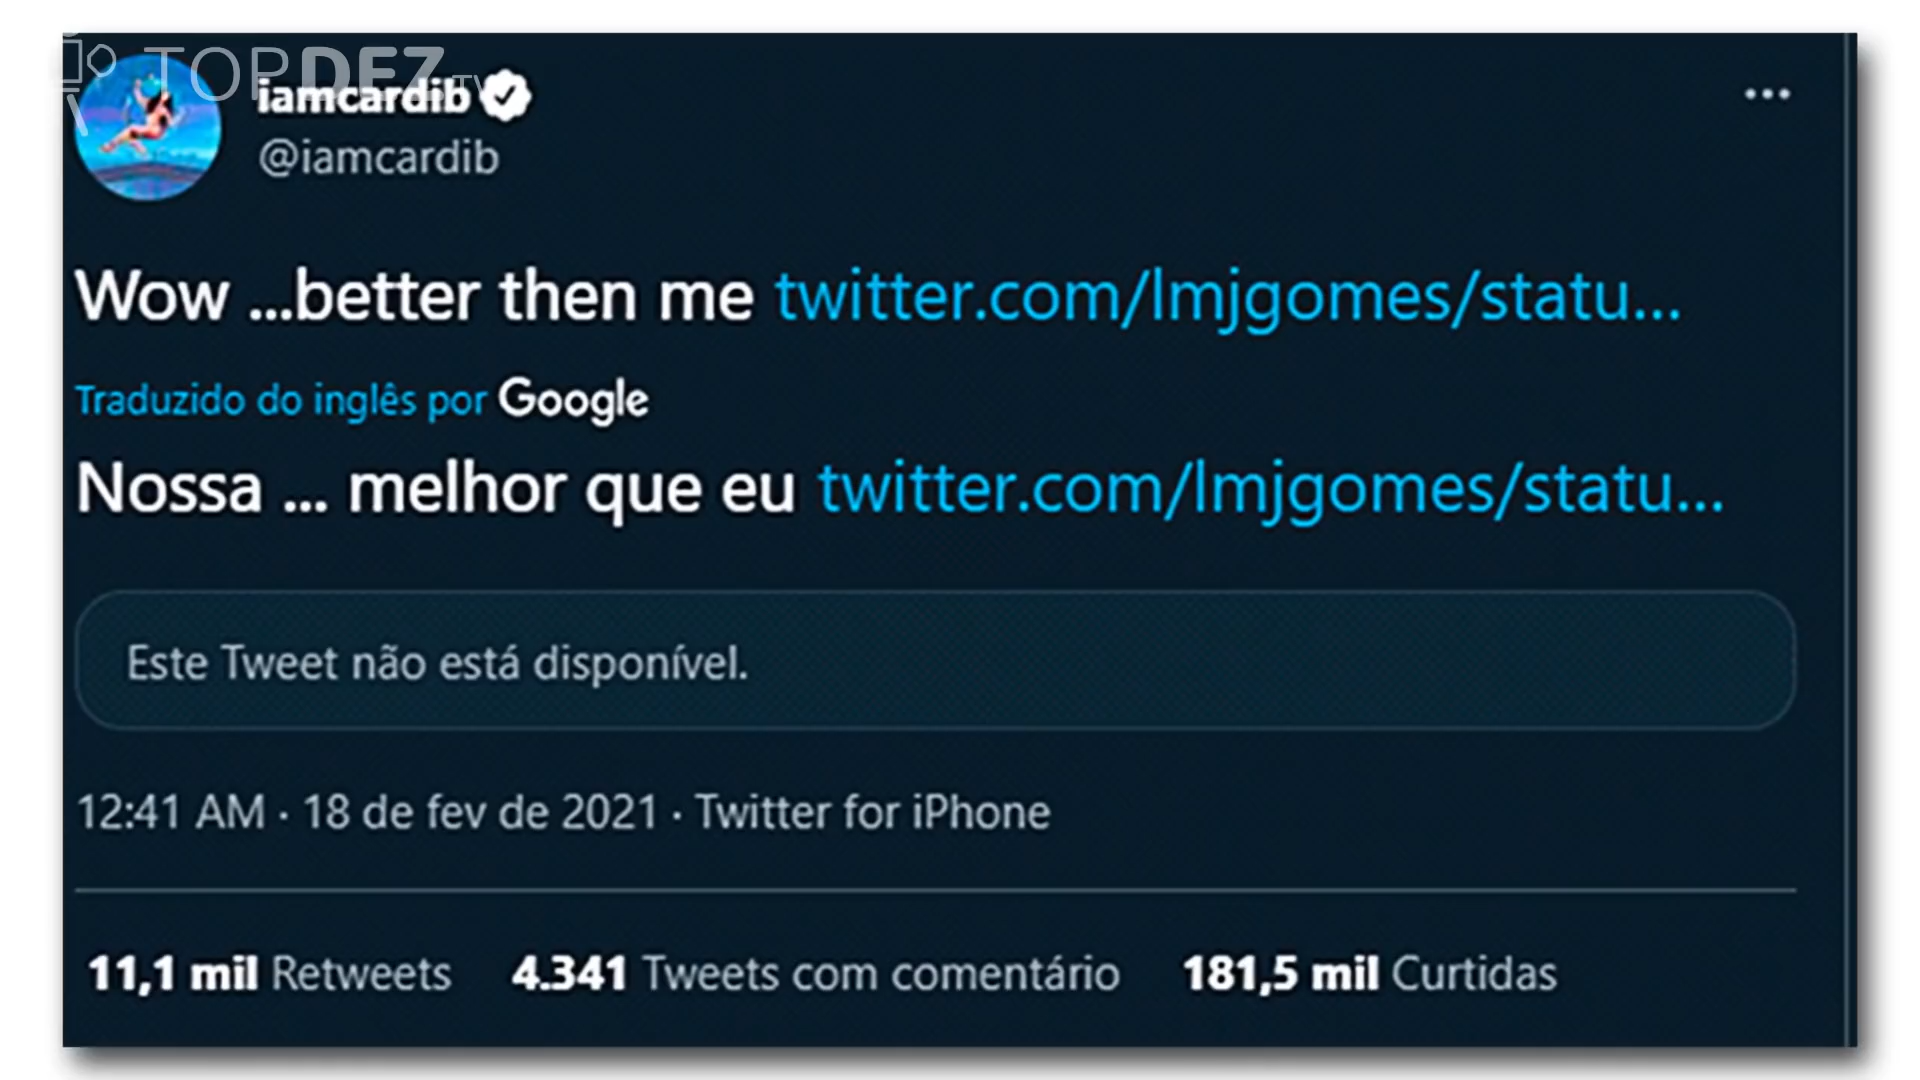 TOPDEZ.TV
iamcardib
@iamcardib
Wow ...better then me twitter.com/lmjgomes/statu...
Traduzido do inglês por Google
Nossa ... melhor que eu twitter.com/lmjgomes/statu...
Este Tweet não está disponível.
12:41 AM · 18 de fev de 2021 · Twitter for iPhone
11,1 mil Retweets 4.341 Tweets com comentário 181,5 mil Curtidas